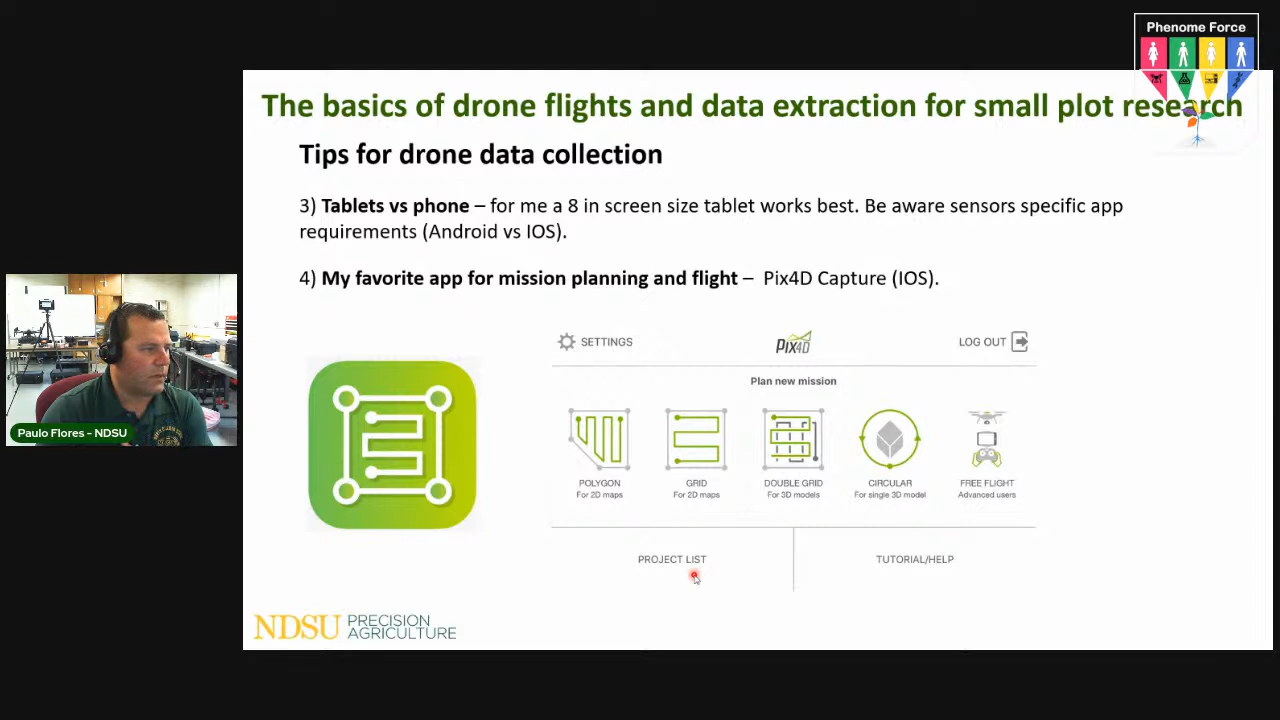 Phenome Force
The basics of drone flights and data extraction for small plot research
Tips for drone data collection
3) Tablets vs phone – for me a 8 in screen size tablet works best. Be aware sensors specific app
requirements (Android vs IOS).
4) My favorite app for mission planning and flight – Pix4D Capture (IOS).
SETTINGS
PIX4D
LOG OUT
Plan new mission
POLYGON
For 2D maps
GRID
For 2D maps
DOUBLE GRID
For 3D models
CIRCULAR
For single 3D model
FREE FLIGHT
Advanced users
PROJECT LIST
TUTORIAL/HELP
Paulo Flores – NDSU
NDSU PRECISION
AGRICULTURE